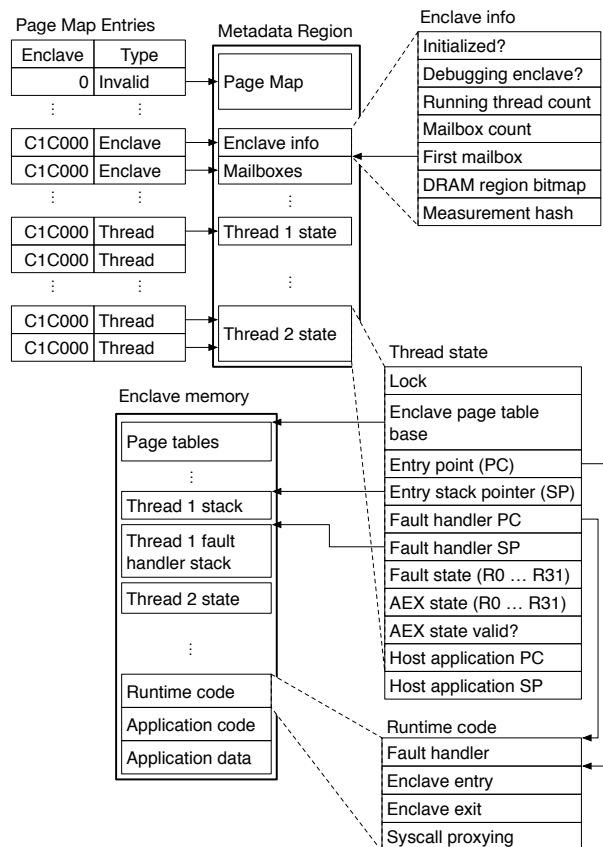 Page Map Entries
Enclave Type
0 Invalid
⋮ ⋮
C1C000 Enclave
C1C000 Enclave
⋮ ⋮
C1C000 Thread
C1C000 Thread
⋮ ⋮
C1C000 Thread
C1C000 Thread
Metadata Region
Page Map
Enclave info
Mailboxes
⋮
Thread 1 state
⋮
Thread 2 state
Enclave info
Initialized?
Debugging enclave?
Running thread count
Mailbox count
First mailbox
DRAM region bitmap
Measurement hash
Thread state
Lock
Enclave page table
base
Entry point (PC)
Entry stack pointer (SP)
Fault handler PC
Fault handler SP
Fault state (R0 … R31)
AEX state (R0 … R31)
AEX state valid?
Host application PC
Host application SP
Enclave memory
Page tables
⋮
Thread 1 stack
Thread 1 fault
handler stack
Thread 2 state
⋮
Runtime code
Application code
Application data
Runtime code
Fault handler
Enclave entry
Enclave exit
Syscall proxying